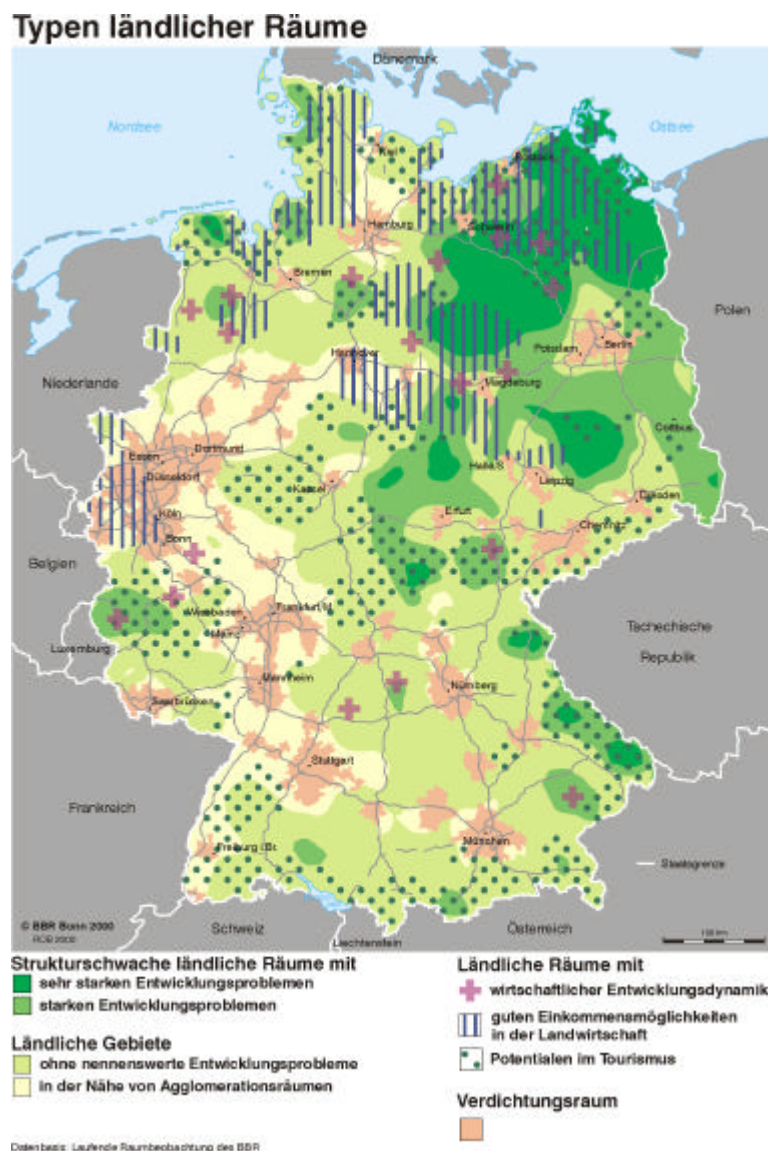 Typen ländlicher Räume
Dänemark
Nordsee
Ostsee
Kiel
Rostock
Hamburg
Schwerin
Bremen
Polen
Hannover
Potsdam
Berlin
Niederlande
Magdeburg
Cottbus
Essen
Dortmund
Düsseldorf
Halle/S
Leipzig
Kassel
Dresden
Köln
Erfurt
Chemnitz
Bonn
Belgien
Wiesbaden
Frankfurt/M.
Mainz
Tschechische
Republik
Luxemburg
Mannheim
Nürnberg
Saarbrücken
Stuttgart
Frankreich
Freiburg i.Br.
München
Staatsgrenze
© BBR Bonn 2000
ROB 2000
Schweiz
Österreich
100 km
Liechtenstein
Strukturschwache ländliche Räume mit
sehr starken Entwicklungsproblemen
starken Entwicklungsproblemen
Ländliche Gebiete
ohne nennenswerte Entwicklungsprobleme
in der Nähe von Agglomerationsräumen
Ländliche Räume mit
wirtschaftlicher Entwicklungsdynamik
guten Einkommensmöglichkeiten
in der Landwirtschaft
Potentialen im Tourismus
Verdichtungsraum
Datenbasis: Laufende Raumbeobachtung des BBR